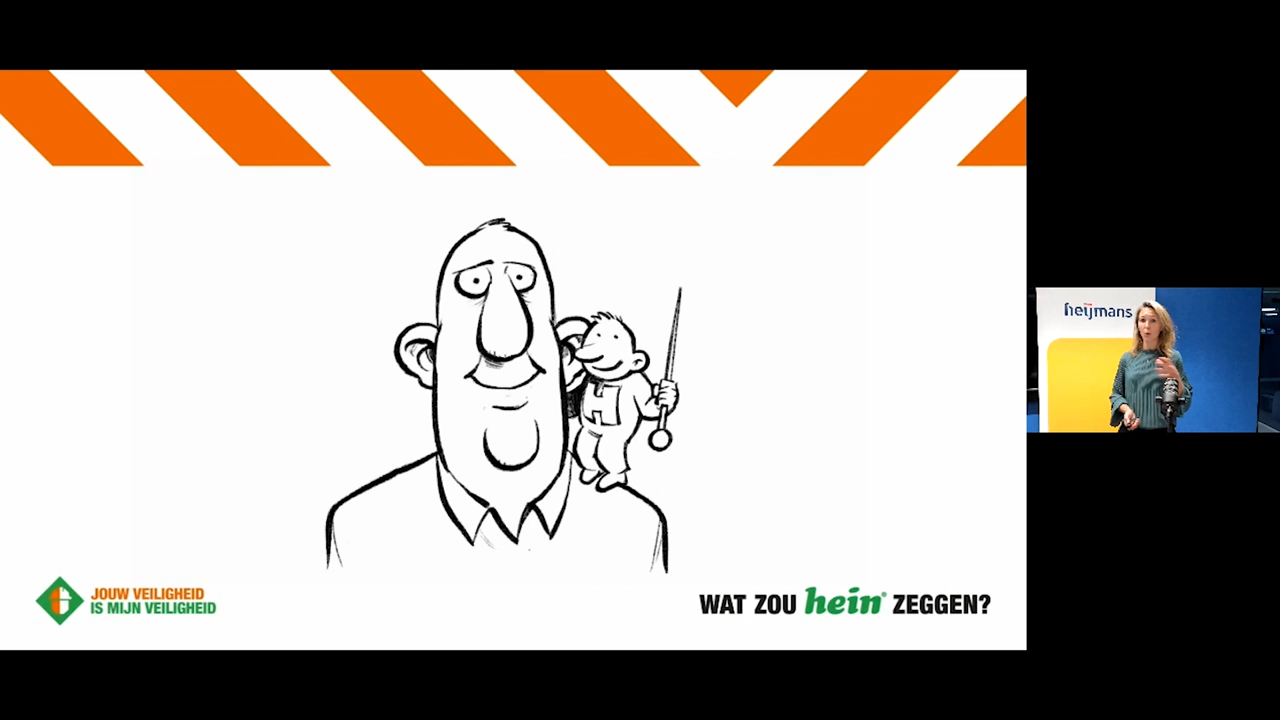 heijmans
H
JOUW VEILIGHEID
IS MIJN VEILIGHEID
WAT ZOU hein® ZEGGEN?